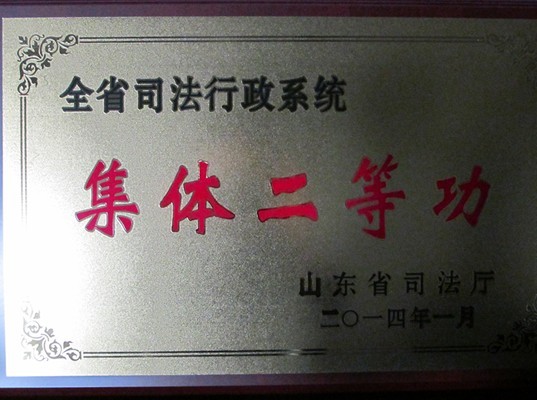 全省司法行政系统
集体二等功
山东省司法厅
二〇一四年一月